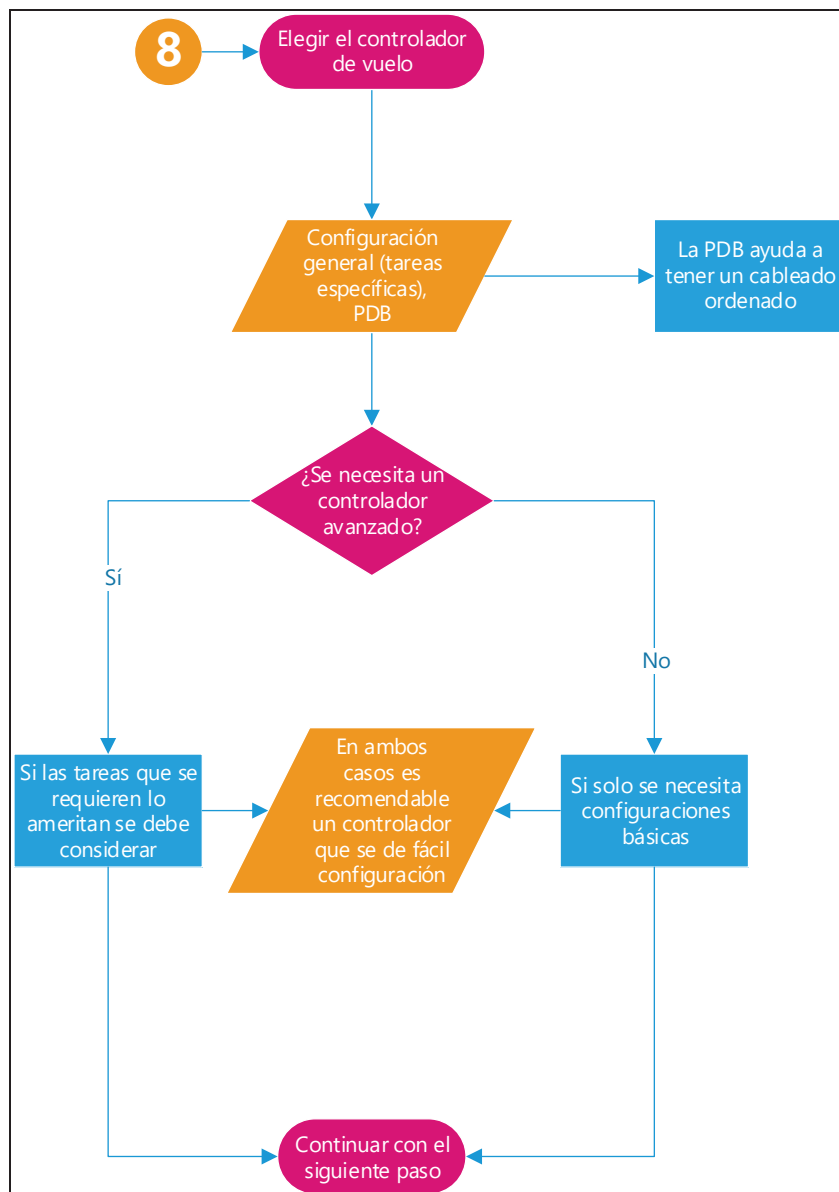 8
Elegir el controlador
de vuelo
Configuración
general (tareas
específicas),
PDB
La PDB ayuda a
tener un cableado
ordenado
¿Se necesita un
controlador
avanzado?
Sí
No
Si las tareas que se
requieren lo
ameritan se debe
considerar
En ambos
casos es
recomendable
un controlador
que se de fácil
configuración
Si solo se necesita
configuraciones
básicas
Continuar con el
siguiente paso